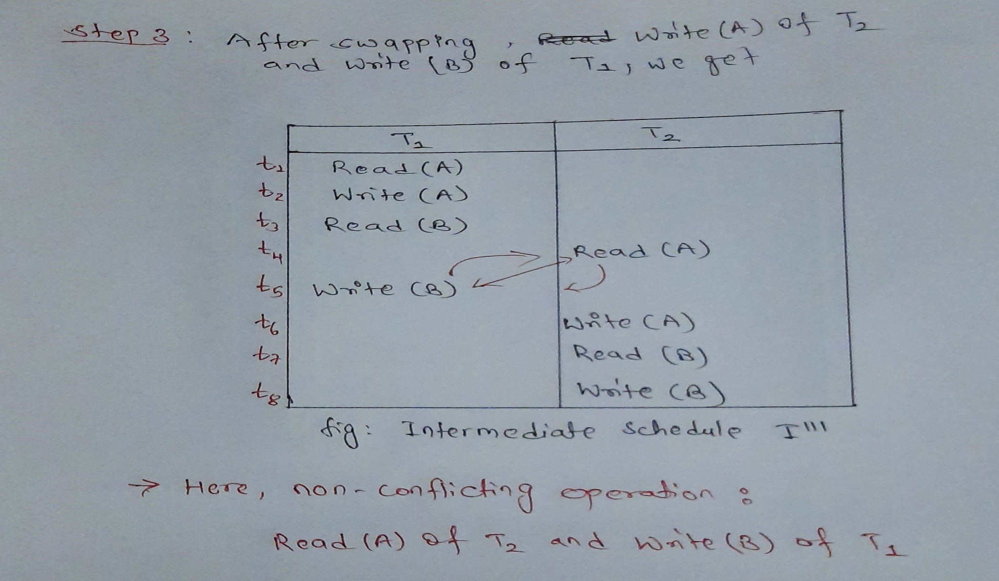 Step 3 : After swapping , Read Write (A) of T2
and write (B) of T1, we get
T1 T2
t1 Read (A)
t2 Write (A)
t3 Read (B)
t4 Read (A)
t5 Write (B)
t6 Write (A)
t7 Read (B)
t8 Write (B)
fig: Intermediate schedule I'''
→ Here, non-conflicting operation :
Read (A) of T2 and Write (B) of T1